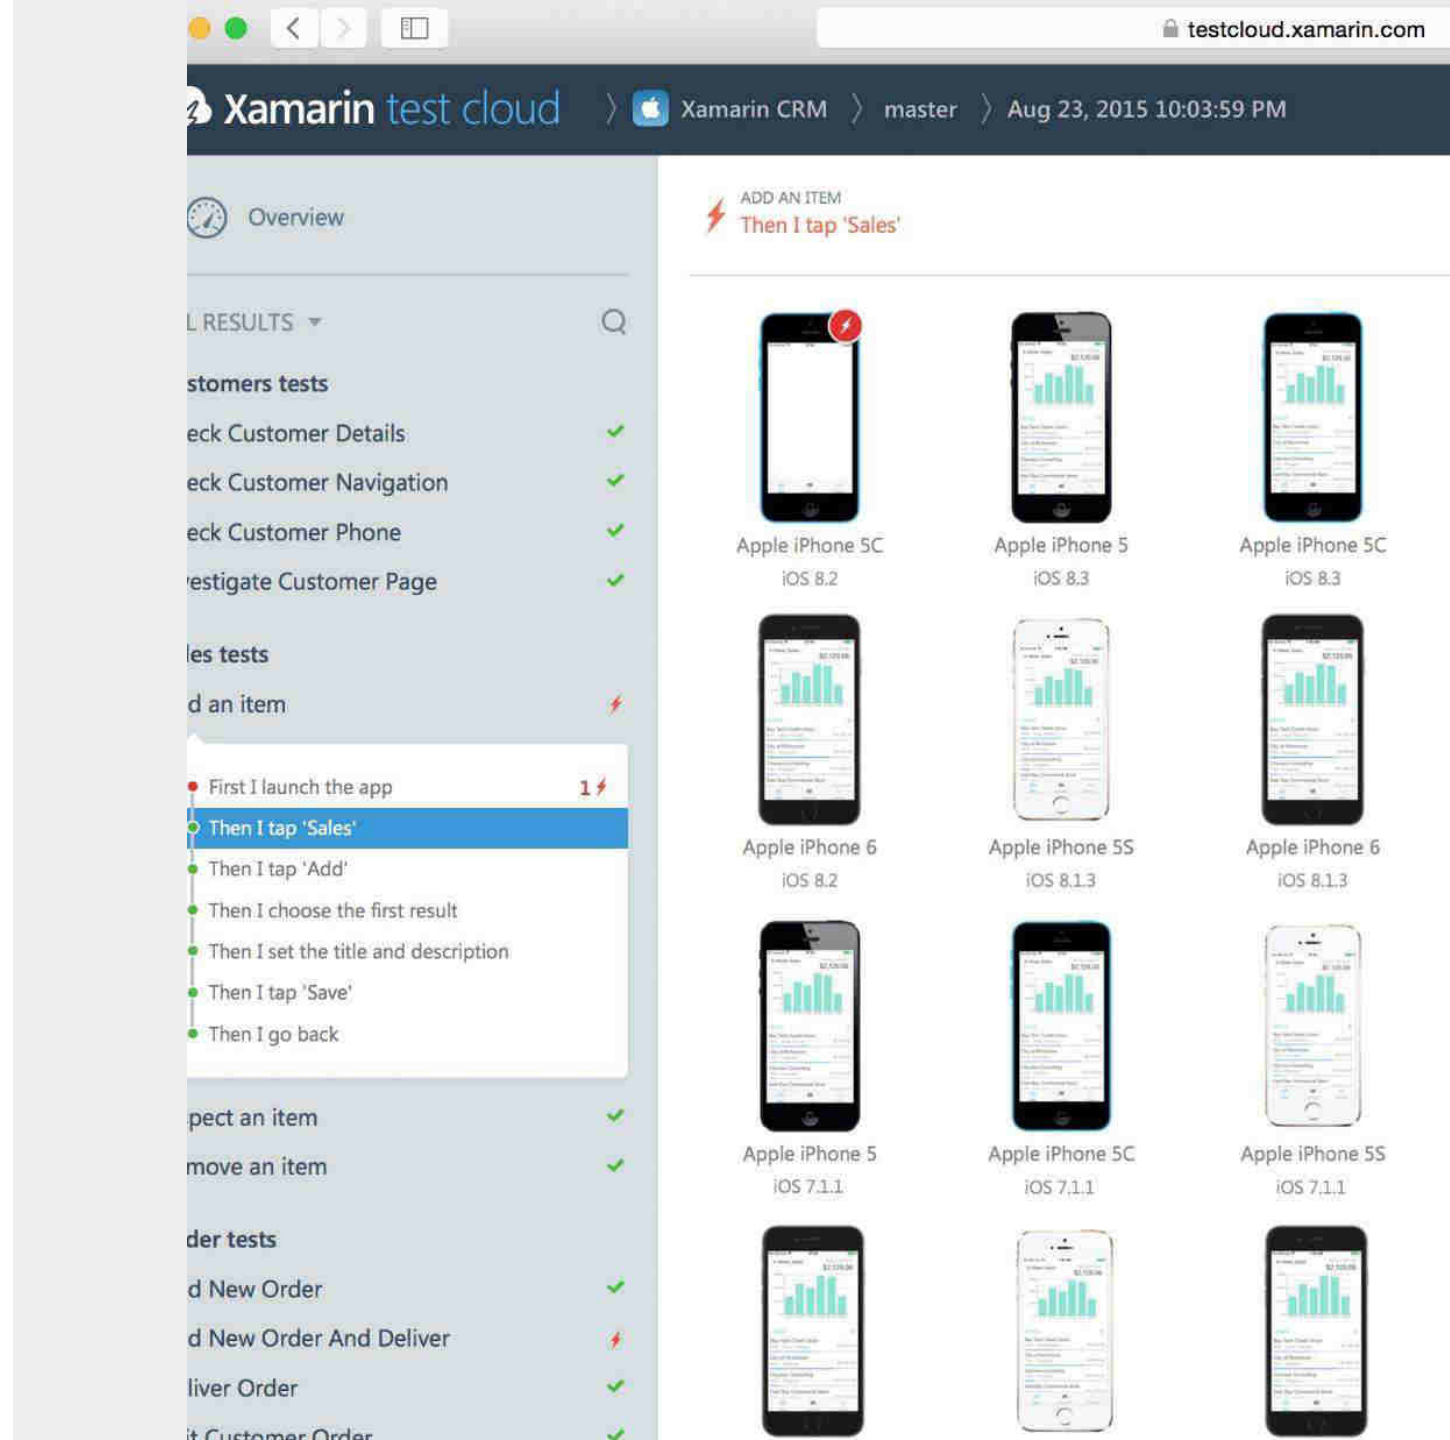 testcloud.xamarin.com
Xamarin test cloud
Xamarin CRM
master
Aug 23, 2015 10:03:59 PM
Overview
L RESULTS
stomers tests
eck Customer Details
eck Customer Navigation
eck Customer Phone
vestigate Customer Page
les tests
d an item
First I launch the app 1
Then I tap 'Sales'
Then I tap 'Add'
Then I choose the first result
Then I set the title and description
Then I tap 'Save'
Then I go back
pect an item
move an item
der tests
d New Order
d New Order And Deliver
liver Order
it Customer Order
ADD AN ITEM
Then I tap 'Sales'
Apple iPhone 5C
iOS 8.2
Apple iPhone 5
iOS 8.3
Apple iPhone 5C
iOS 8.3
Apple iPhone 6
iOS 8.2
Apple iPhone 5S
iOS 8.1.3
Apple iPhone 6
iOS 8.1.3
Apple iPhone 5
iOS 7.1.1
Apple iPhone 5C
iOS 7.1.1
Apple iPhone 5S
iOS 7.1.1